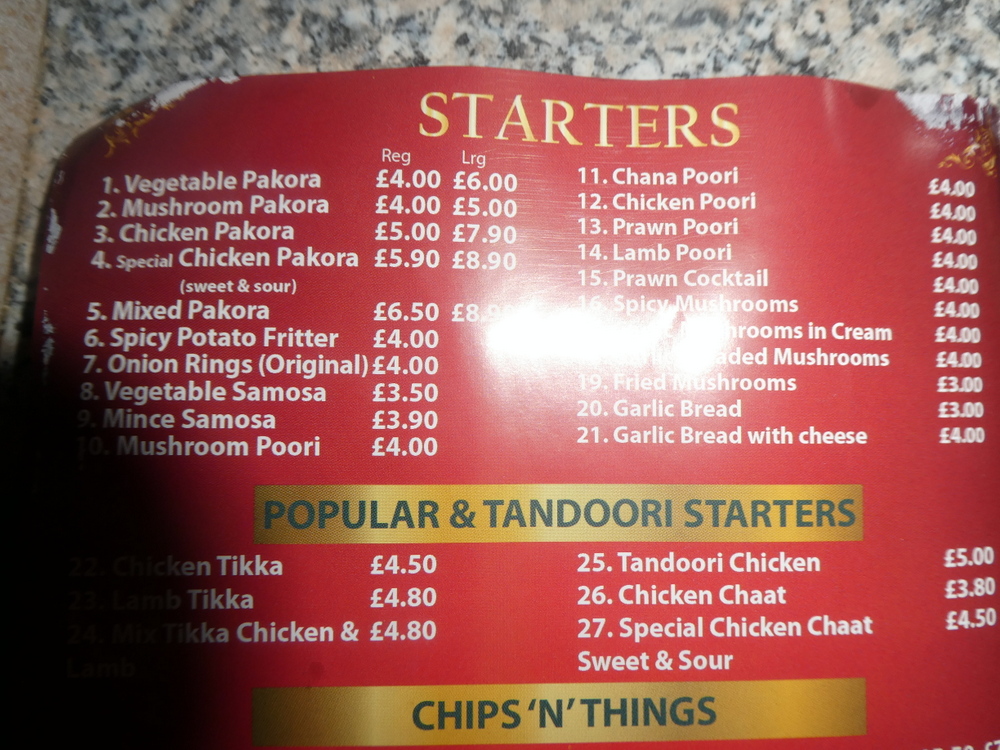 STARTERS
Reg Lrg
1. Vegetable Pakora £4.00 £6.00
2. Mushroom Pakora £4.00 £5.00
3. Chicken Pakora £5.00 £7.90
4. Special Chicken Pakora £5.90 £8.90
(sweet & sour)
5. Mixed Pakora £6.50
6. Spicy Potato Fritter £4.00
7. Onion Rings (Original) £4.00
8. Vegetable Samosa £3.50
9. Mince Samosa £3.90
10. Mushroom Poori £4.00
11. Chana Poori £4.00
12. Chicken Poori £4.00
13. Prawn Poori £4.00
14. Lamb Poori £4.00
15. Prawn Cocktail £4.00
16. Spicy Mushrooms £4.00
in Cream £4.00
Mushrooms £4.00
19. Fried Mushrooms £3.00
20. Garlic Bread £3.00
21. Garlic Bread with cheese £4.00
POPULAR & TANDOORI STARTERS
22. Chicken Tikka £4.50
23. Lamb Tikka £4.80
24. Mix Tikka Chicken & £4.80
Lamb
25. Tandoori Chicken £5.00
26. Chicken Chaat £3.80
27. Special Chicken Chaat £4.50
Sweet & Sour
CHIPS 'N' THINGS